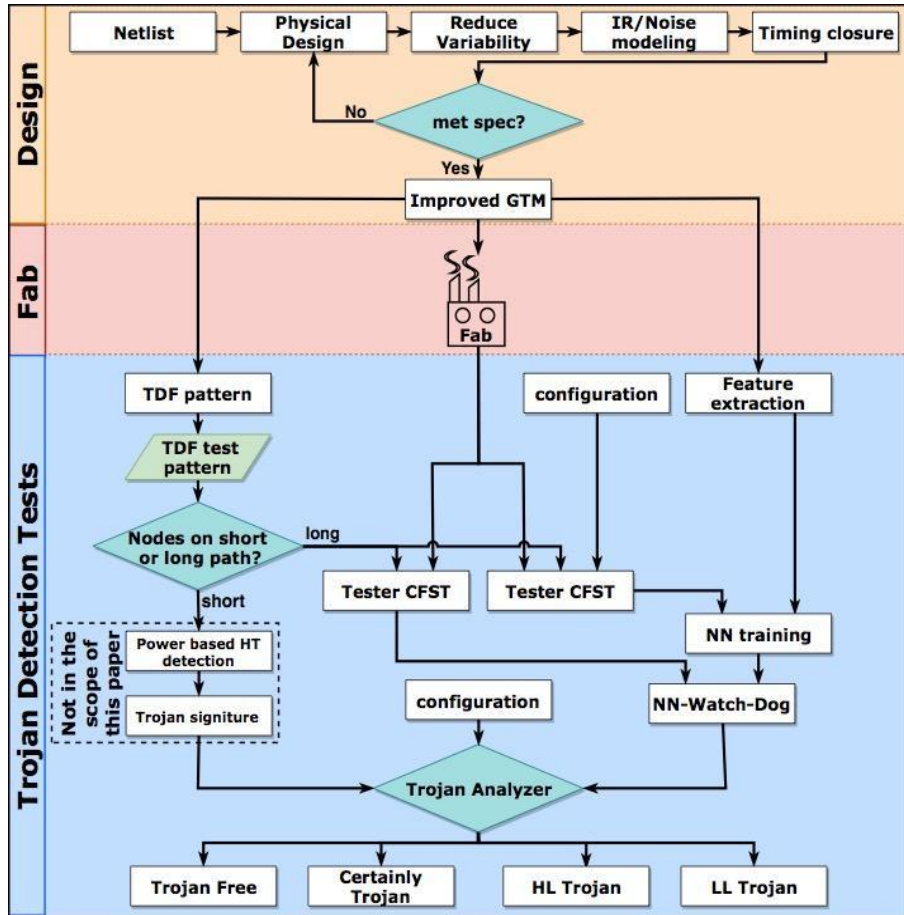 Design
Netlist
Physical
Design
Reduce
Variability
IR/Noise
modeling
Timing closure
No
met spec?
Yes
Improved GTM
Fab
Fab
Trojan Detection Tests
TDF pattern
configuration
Feature
extraction
TDF test
pattern
Nodes on short
or long path?
long
short
Tester CFST
Tester CFST
NN training
Not in the
scope of
this paper
Power based HT
detection
Trojan signiture
configuration
NN-Watch-Dog
Trojan Analyzer
Trojan Free
Certainly
Trojan
HL Trojan
LL Trojan